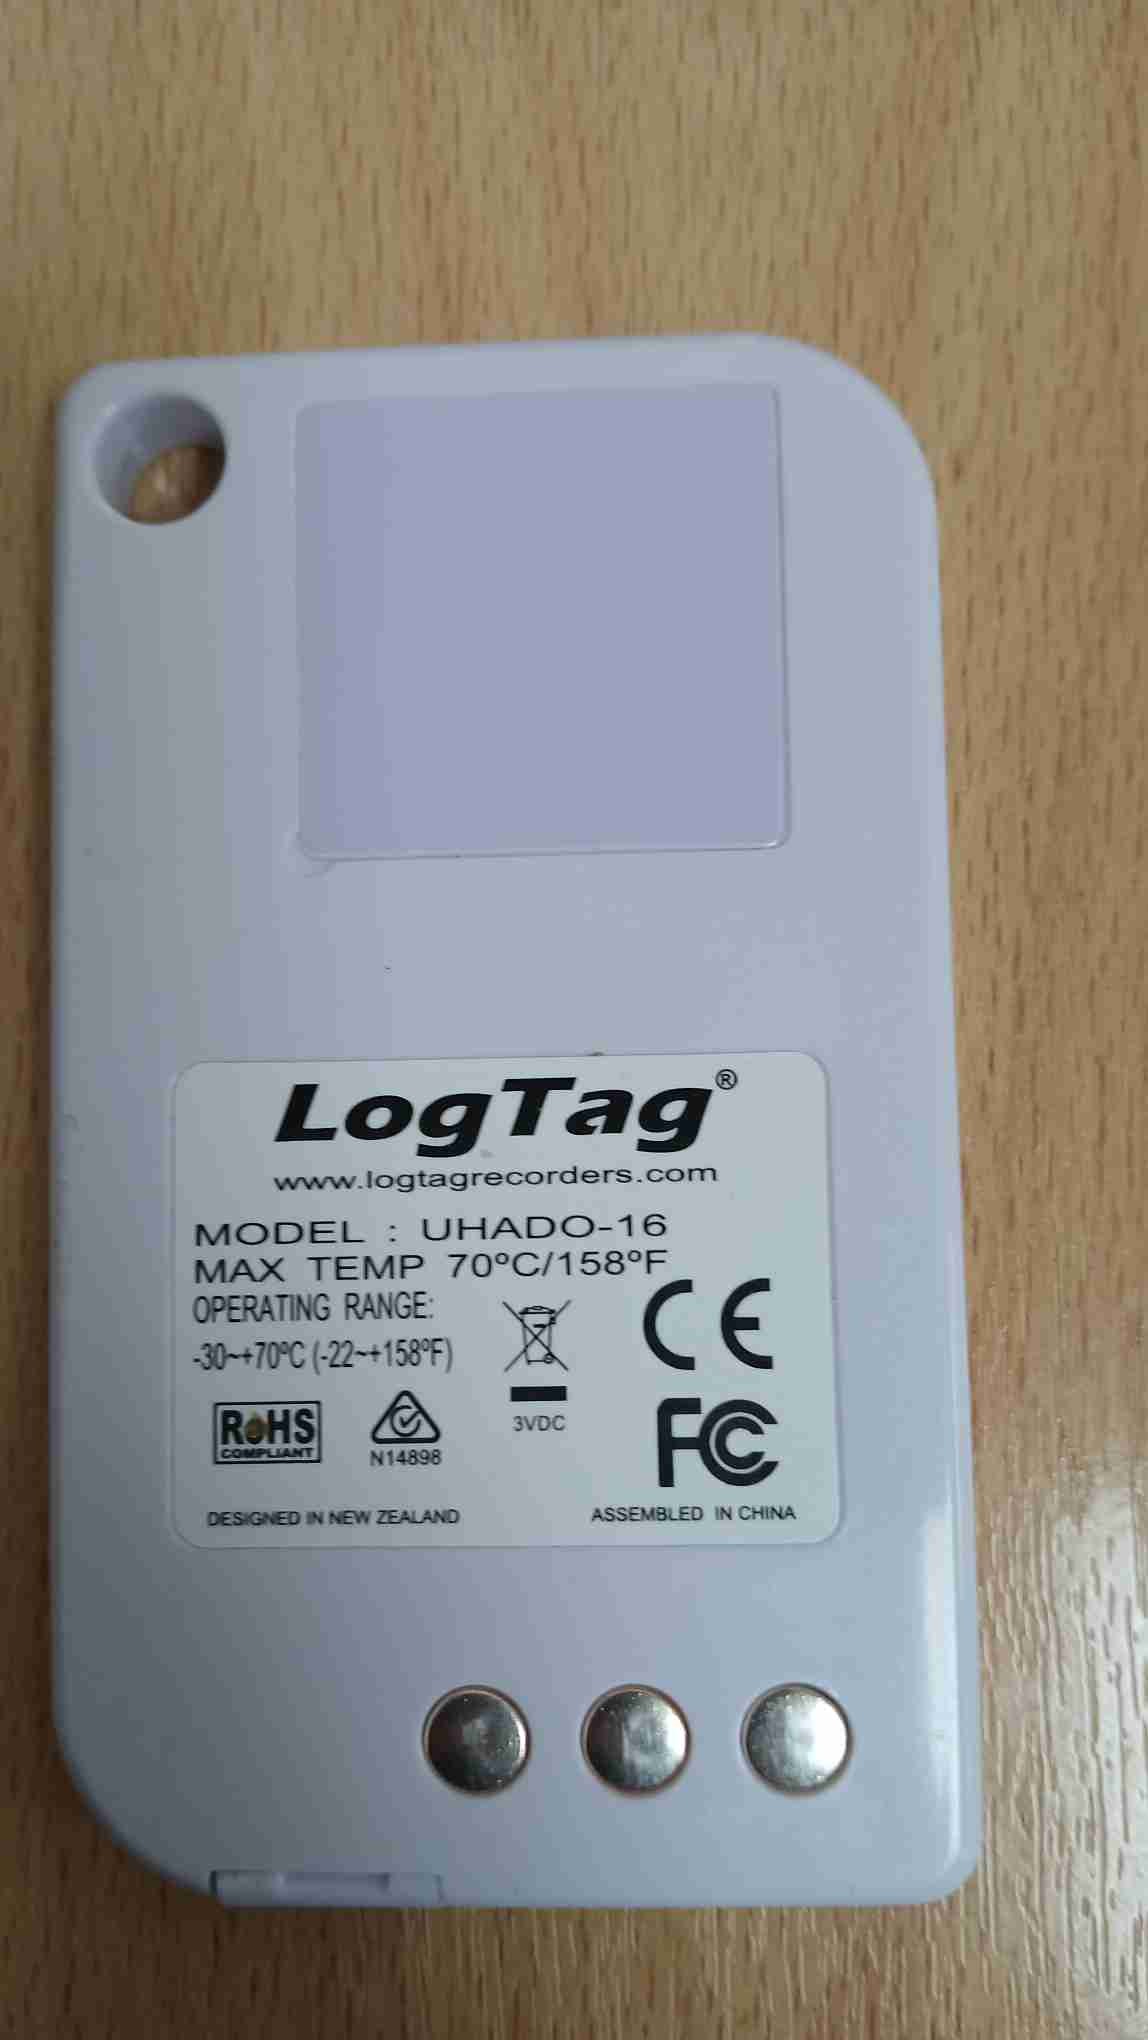 LogTag®
www.logtagrecorders.com
MODEL : UHADO-16
MAX TEMP 70ºC/158ºF
OPERATING RANGE:
-30~+70ºC (-22~+158ºF)
CE
RoHS
COMPLIANT
N14898
3VDC
FC
DESIGNED IN NEW ZEALAND
ASSEMBLED IN CHINA